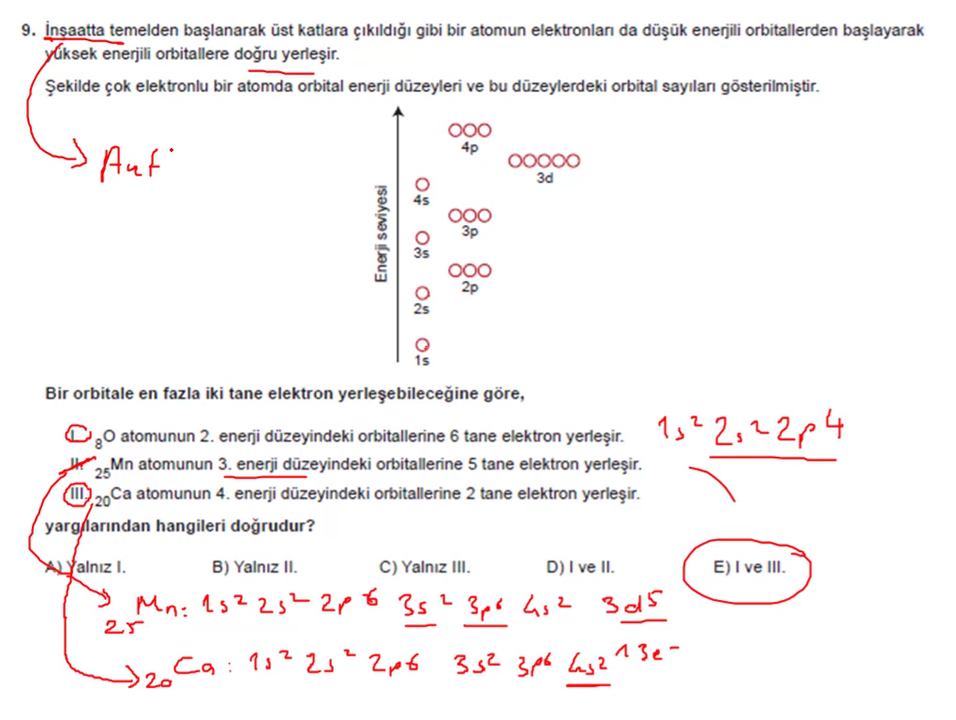 9. İnşaatta temelden başlanarak üst katlara çıkıldığı gibi bir atomun elektronları da düşük enerjili orbitallerden başlayarak
yüksek enerjili orbitallere doğru yerleşir.
Şekilde çok elektronlu bir atomda orbital enerji düzeyleri ve bu düzeylerdeki orbital sayıları gösterilmiştir.
Auf
Enerji seviyesi
4p
3d
4s
3p
3s
2p
2s
1s
Bir orbitale en fazla iki tane elektron yerleşebileceğine göre,
I. ₈O atomunun 2. enerji düzeyindeki orbitallerine 6 tane elektron yerleşir.
1s² 2s² 2p4
II. ₂₅Mn atomunun 3. enerji düzeyindeki orbitallerine 5 tane elektron yerleşir.
III. ₂₀Ca atomunun 4. enerji düzeyindeki orbitallerine 2 tane elektron yerleşir.
yargılarından hangileri doğrudur?
A) Yalnız I. B) Yalnız II. C) Yalnız III. D) I ve II. E) I ve III.
₂₅Mn: 1s² 2s² 2p6 3s² 3p6 4s² 3d5
₂₀Ca: 1s² 2s² 2p6 3s² 3p6 4s2 13e-